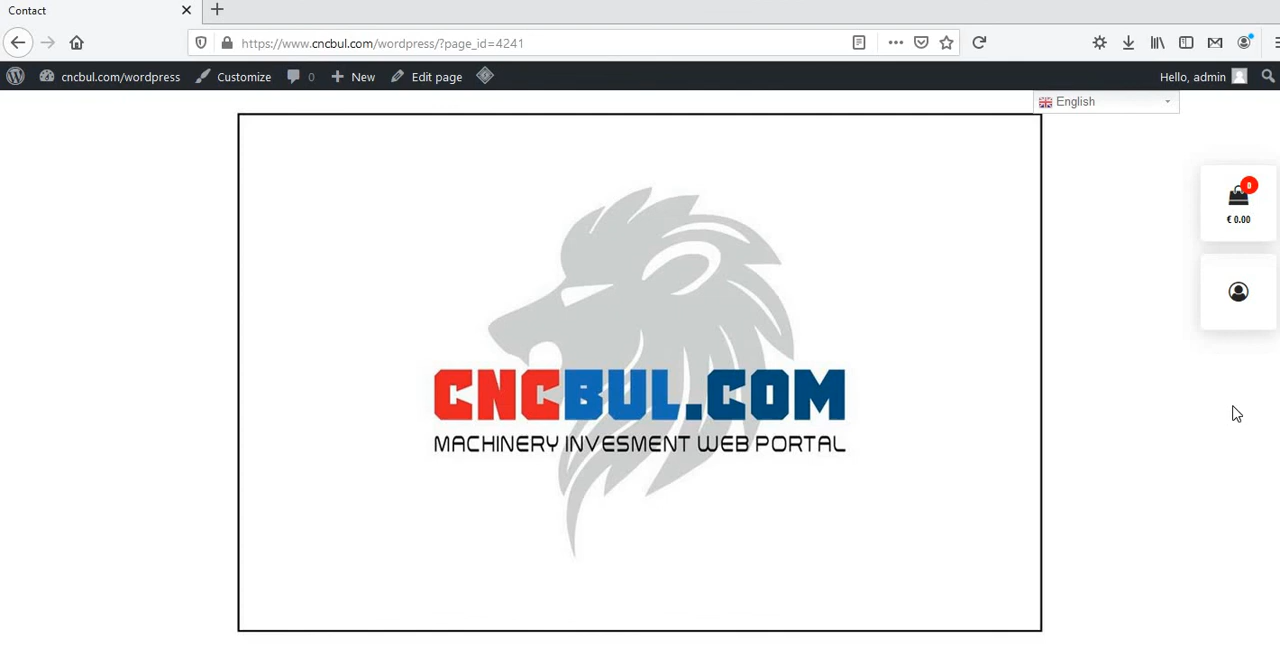 Contact
https://www.cncbul.com/wordpress/?page_id=4241
cncbul.com/wordpress Customize 0 New Edit page Hello, admin
English
0
€ 0.00
CNCBUL.COM
MACHINERY INVESMENT WEB PORTAL